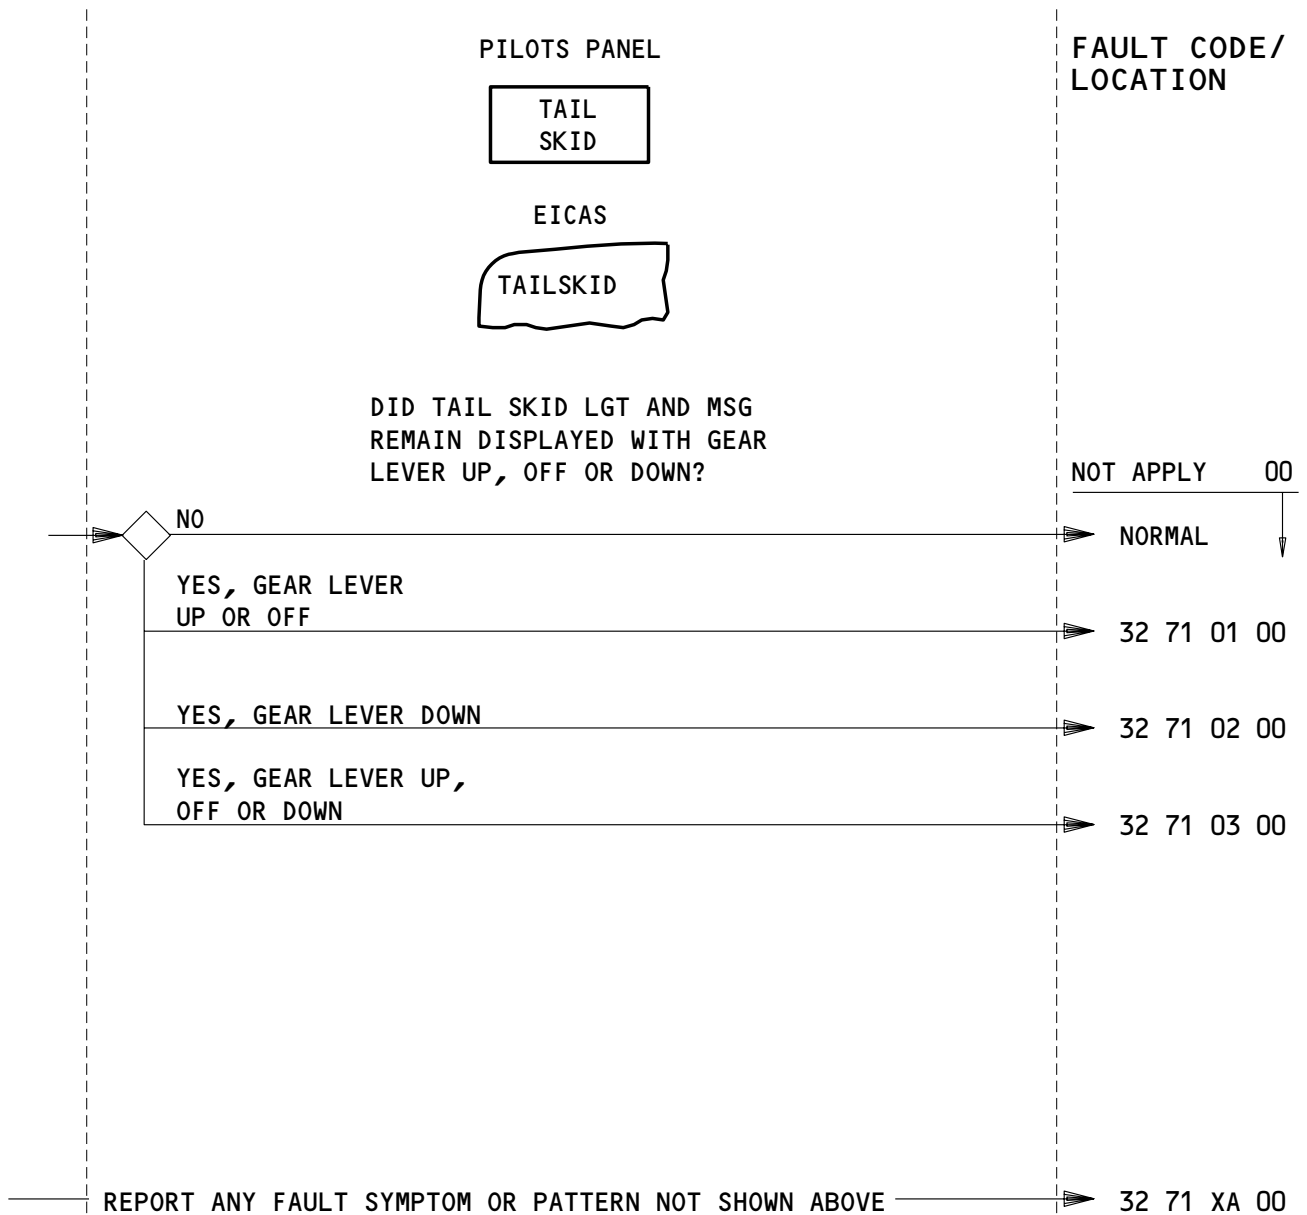 PILOTS PANEL
FAULT CODE/
LOCATION
TAIL
SKID
EICAS
TAILSKID
DID TAIL SKID LGT AND MSG
REMAIN DISPLAYED WITH GEAR
LEVER UP, OFF OR DOWN?
NOT APPLY 00
NO
NORMAL
YES, GEAR LEVER
UP OR OFF
32 71 01 00
YES, GEAR LEVER DOWN
32 71 02 00
YES, GEAR LEVER UP,
OFF OR DOWN
32 71 03 00
REPORT ANY FAULT SYMPTOM OR PATTERN NOT SHOWN ABOVE
32 71 XA 00